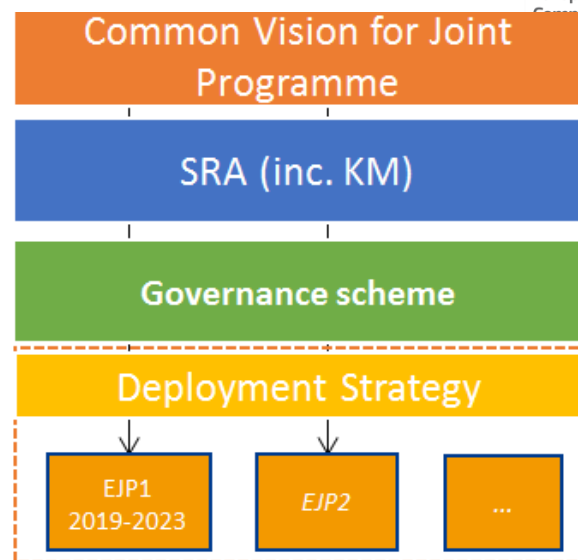 Common Vision for Joint
Programme
SRA (inc. KM)
Governance scheme
Deployment Strategy
EJP1
2019-2023
EJP2
...